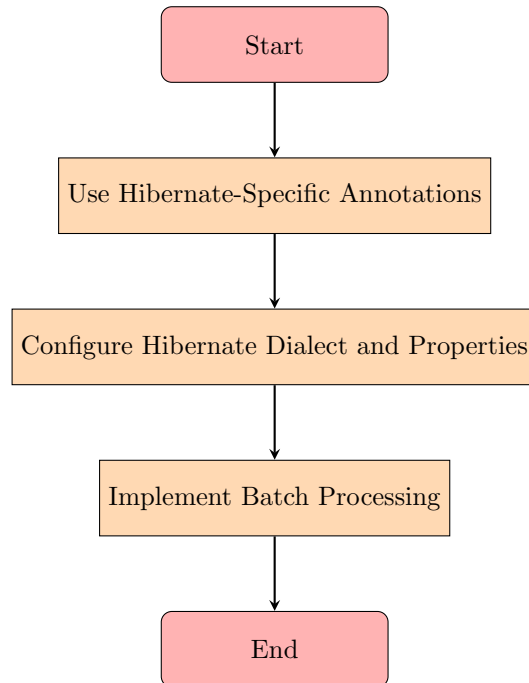 Start
Use Hibernate-Specific Annotations
Configure Hibernate Dialect and Properties
Implement Batch Processing
End